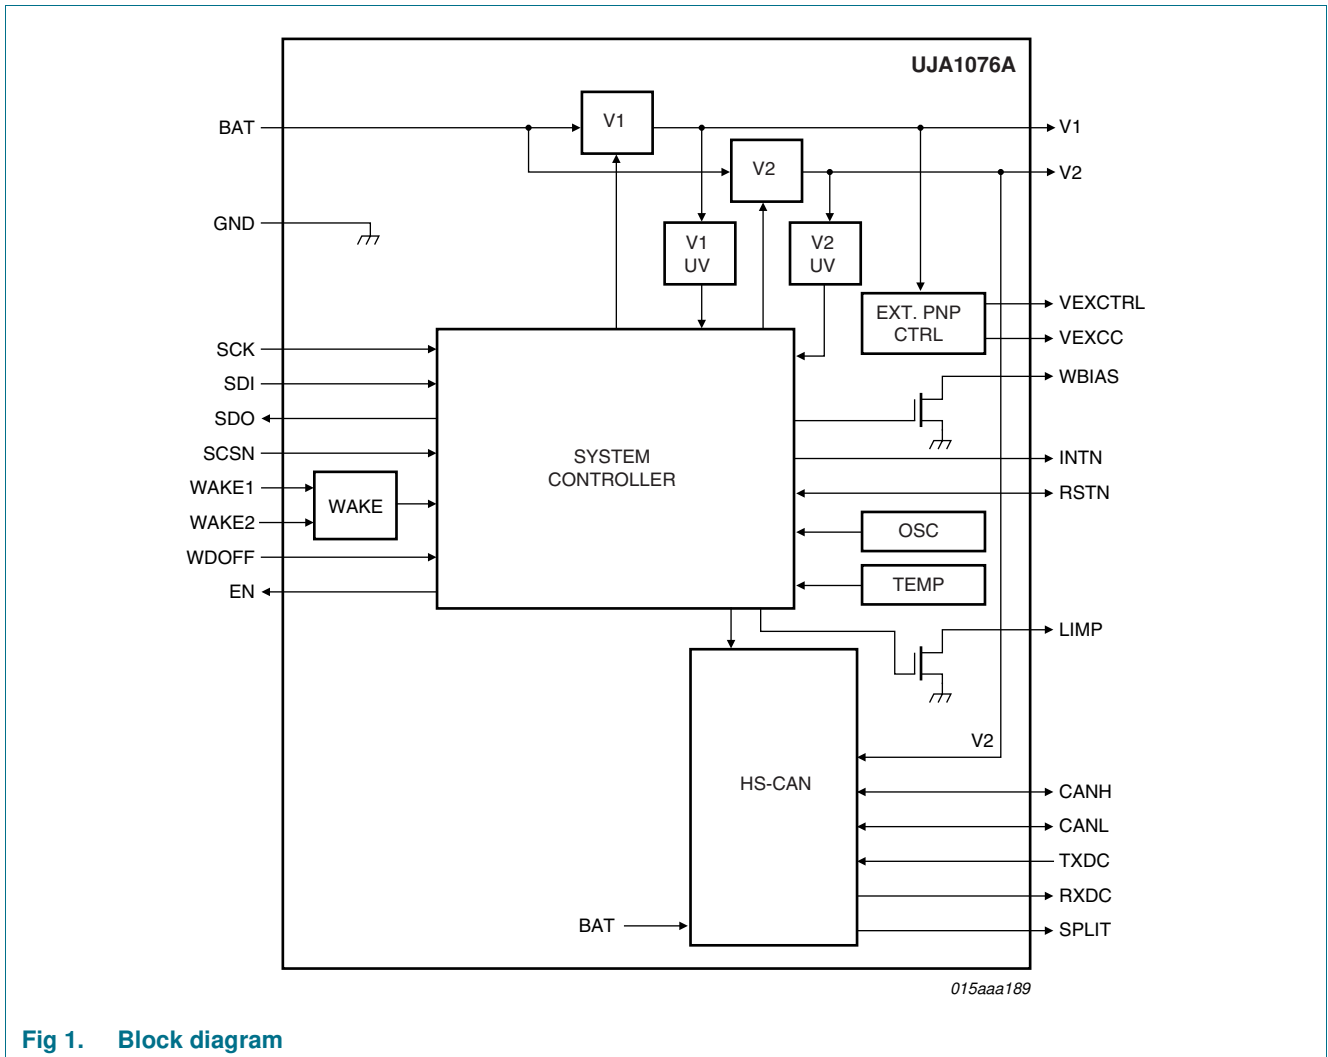 UJA1076A
BAT
V1
V1
V2
V2
GND
V1
UV
V2
UV
EXT. PNP
CTRL
VEXCTRL
VEXCC
WBIAS
SCK
SDI
SDO
SCSN
WAKE1
WAKE2
WAKE
WDOFF
EN
SYSTEM
CONTROLLER
INTN
RSTN
OSC
TEMP
LIMP
V2
HS-CAN
CANH
CANL
TXDC
RXDC
SPLIT
BAT
015aaa189
Fig 1. Block diagram